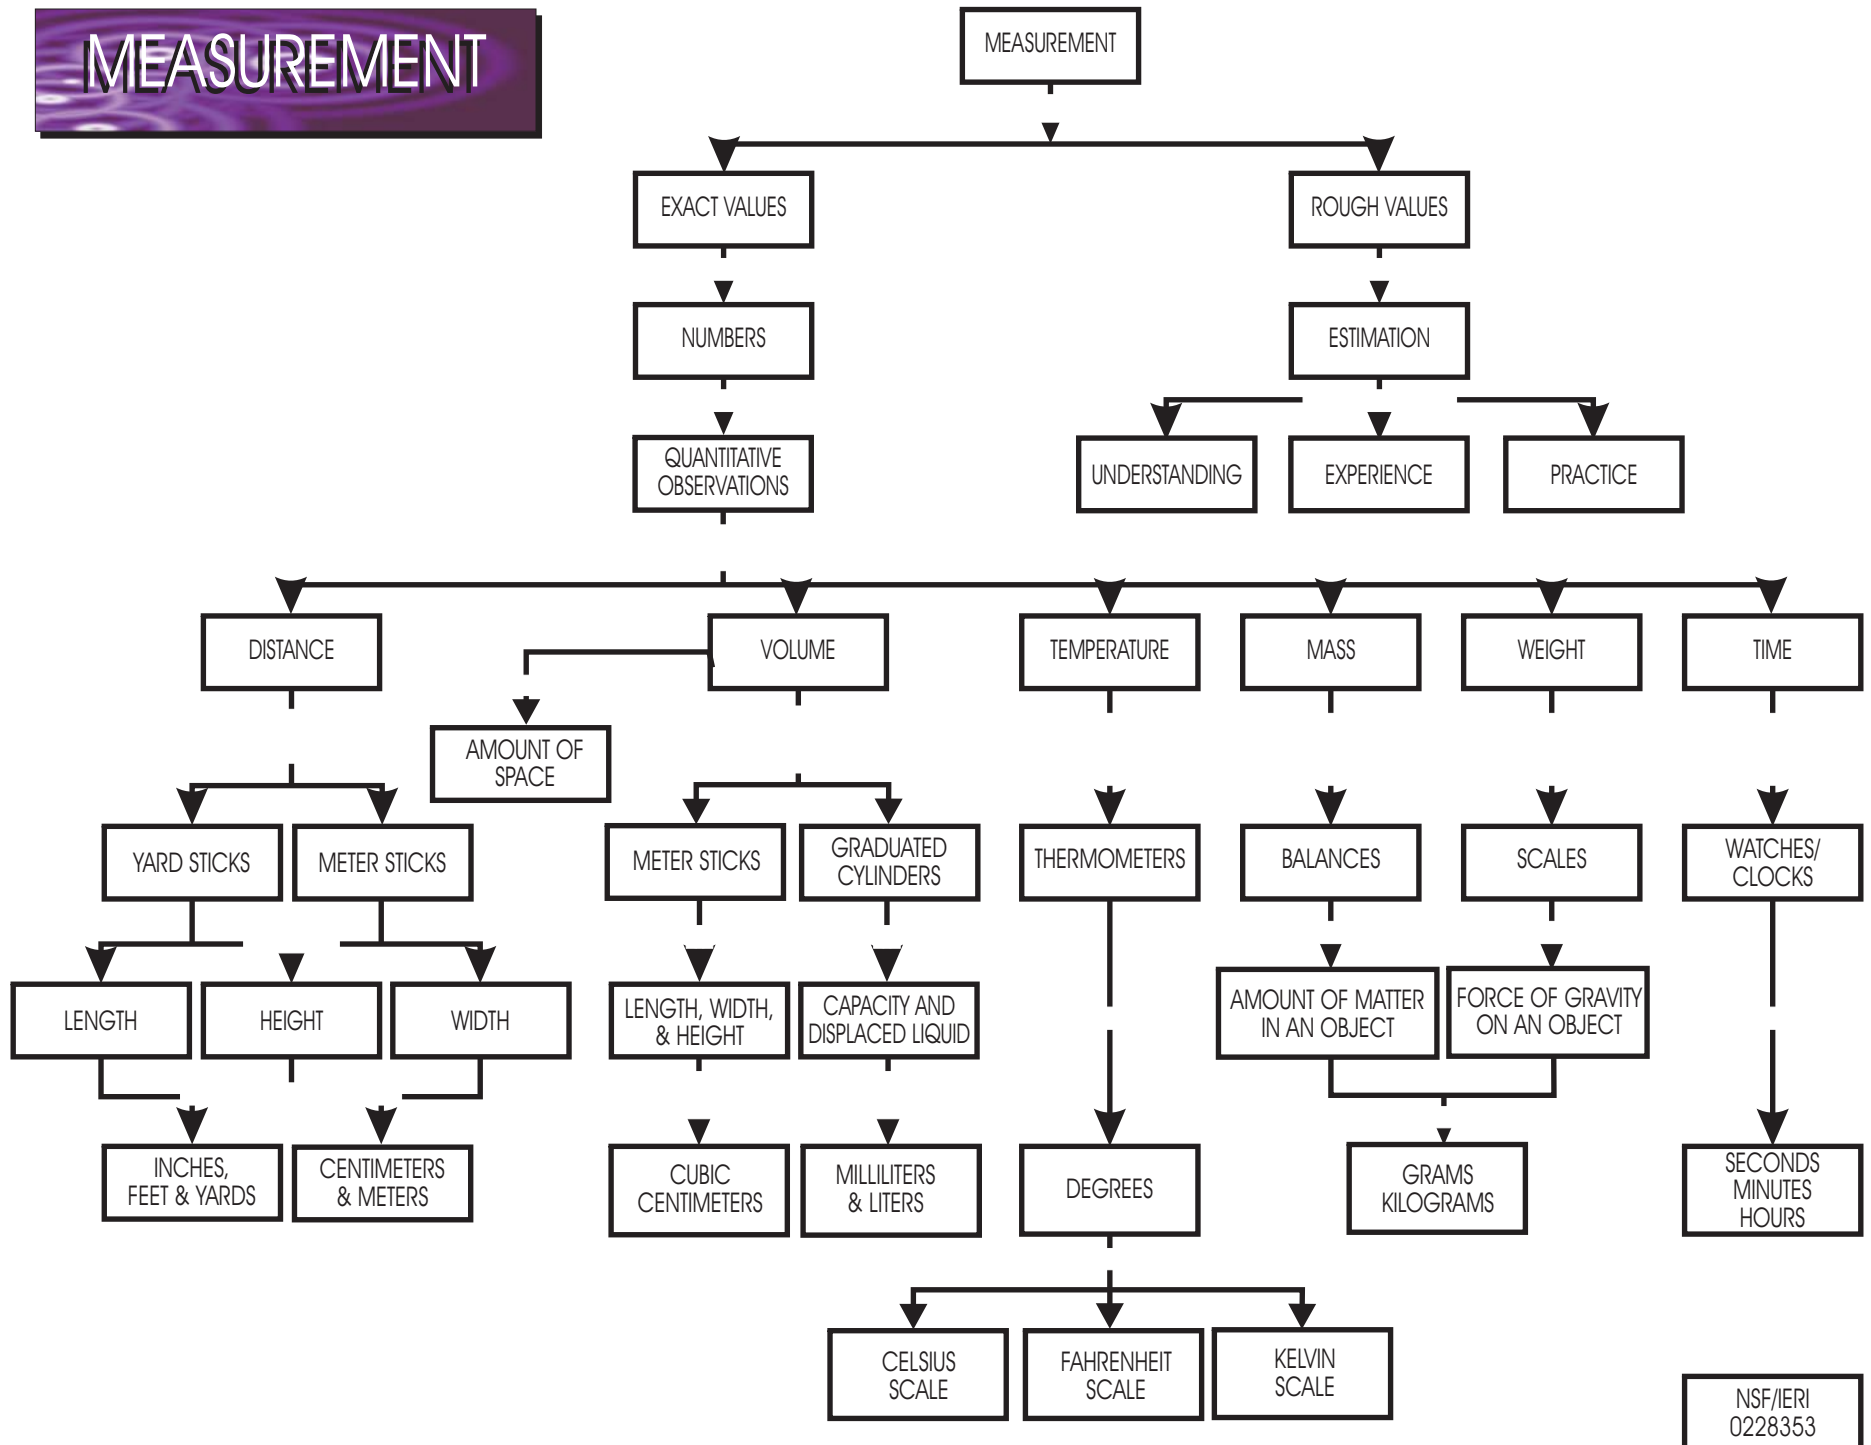 MEASUREMENT
MEASUREMENT
EXACT VALUES
ROUGH VALUES
NUMBERS
ESTIMATION
QUANTITATIVE
OBSERVATIONS
UNDERSTANDING
EXPERIENCE
PRACTICE
DISTANCE
VOLUME
TEMPERATURE
MASS
WEIGHT
TIME
AMOUNT OF
SPACE
YARD STICKS
METER STICKS
METER STICKS
GRADUATED
CYLINDERS
THERMOMETERS
BALANCES
SCALES
WATCHES/
CLOCKS
LENGTH
HEIGHT
WIDTH
LENGTH, WIDTH,
& HEIGHT
CAPACITY AND
DISPLACED LIQUID
AMOUNT OF MATTER
IN AN OBJECT
FORCE OF GRAVITY
ON AN OBJECT
INCHES,
FEET & YARDS
CENTIMETERS
& METERS
CUBIC
CENTIMETERS
MILLILITERS
& LITERS
DEGREES
GRAMS
KILOGRAMS
SECONDS
MINUTES
HOURS
CELSIUS
SCALE
FAHRENHEIT
SCALE
KELVIN
SCALE
NSF/IERI
0228353